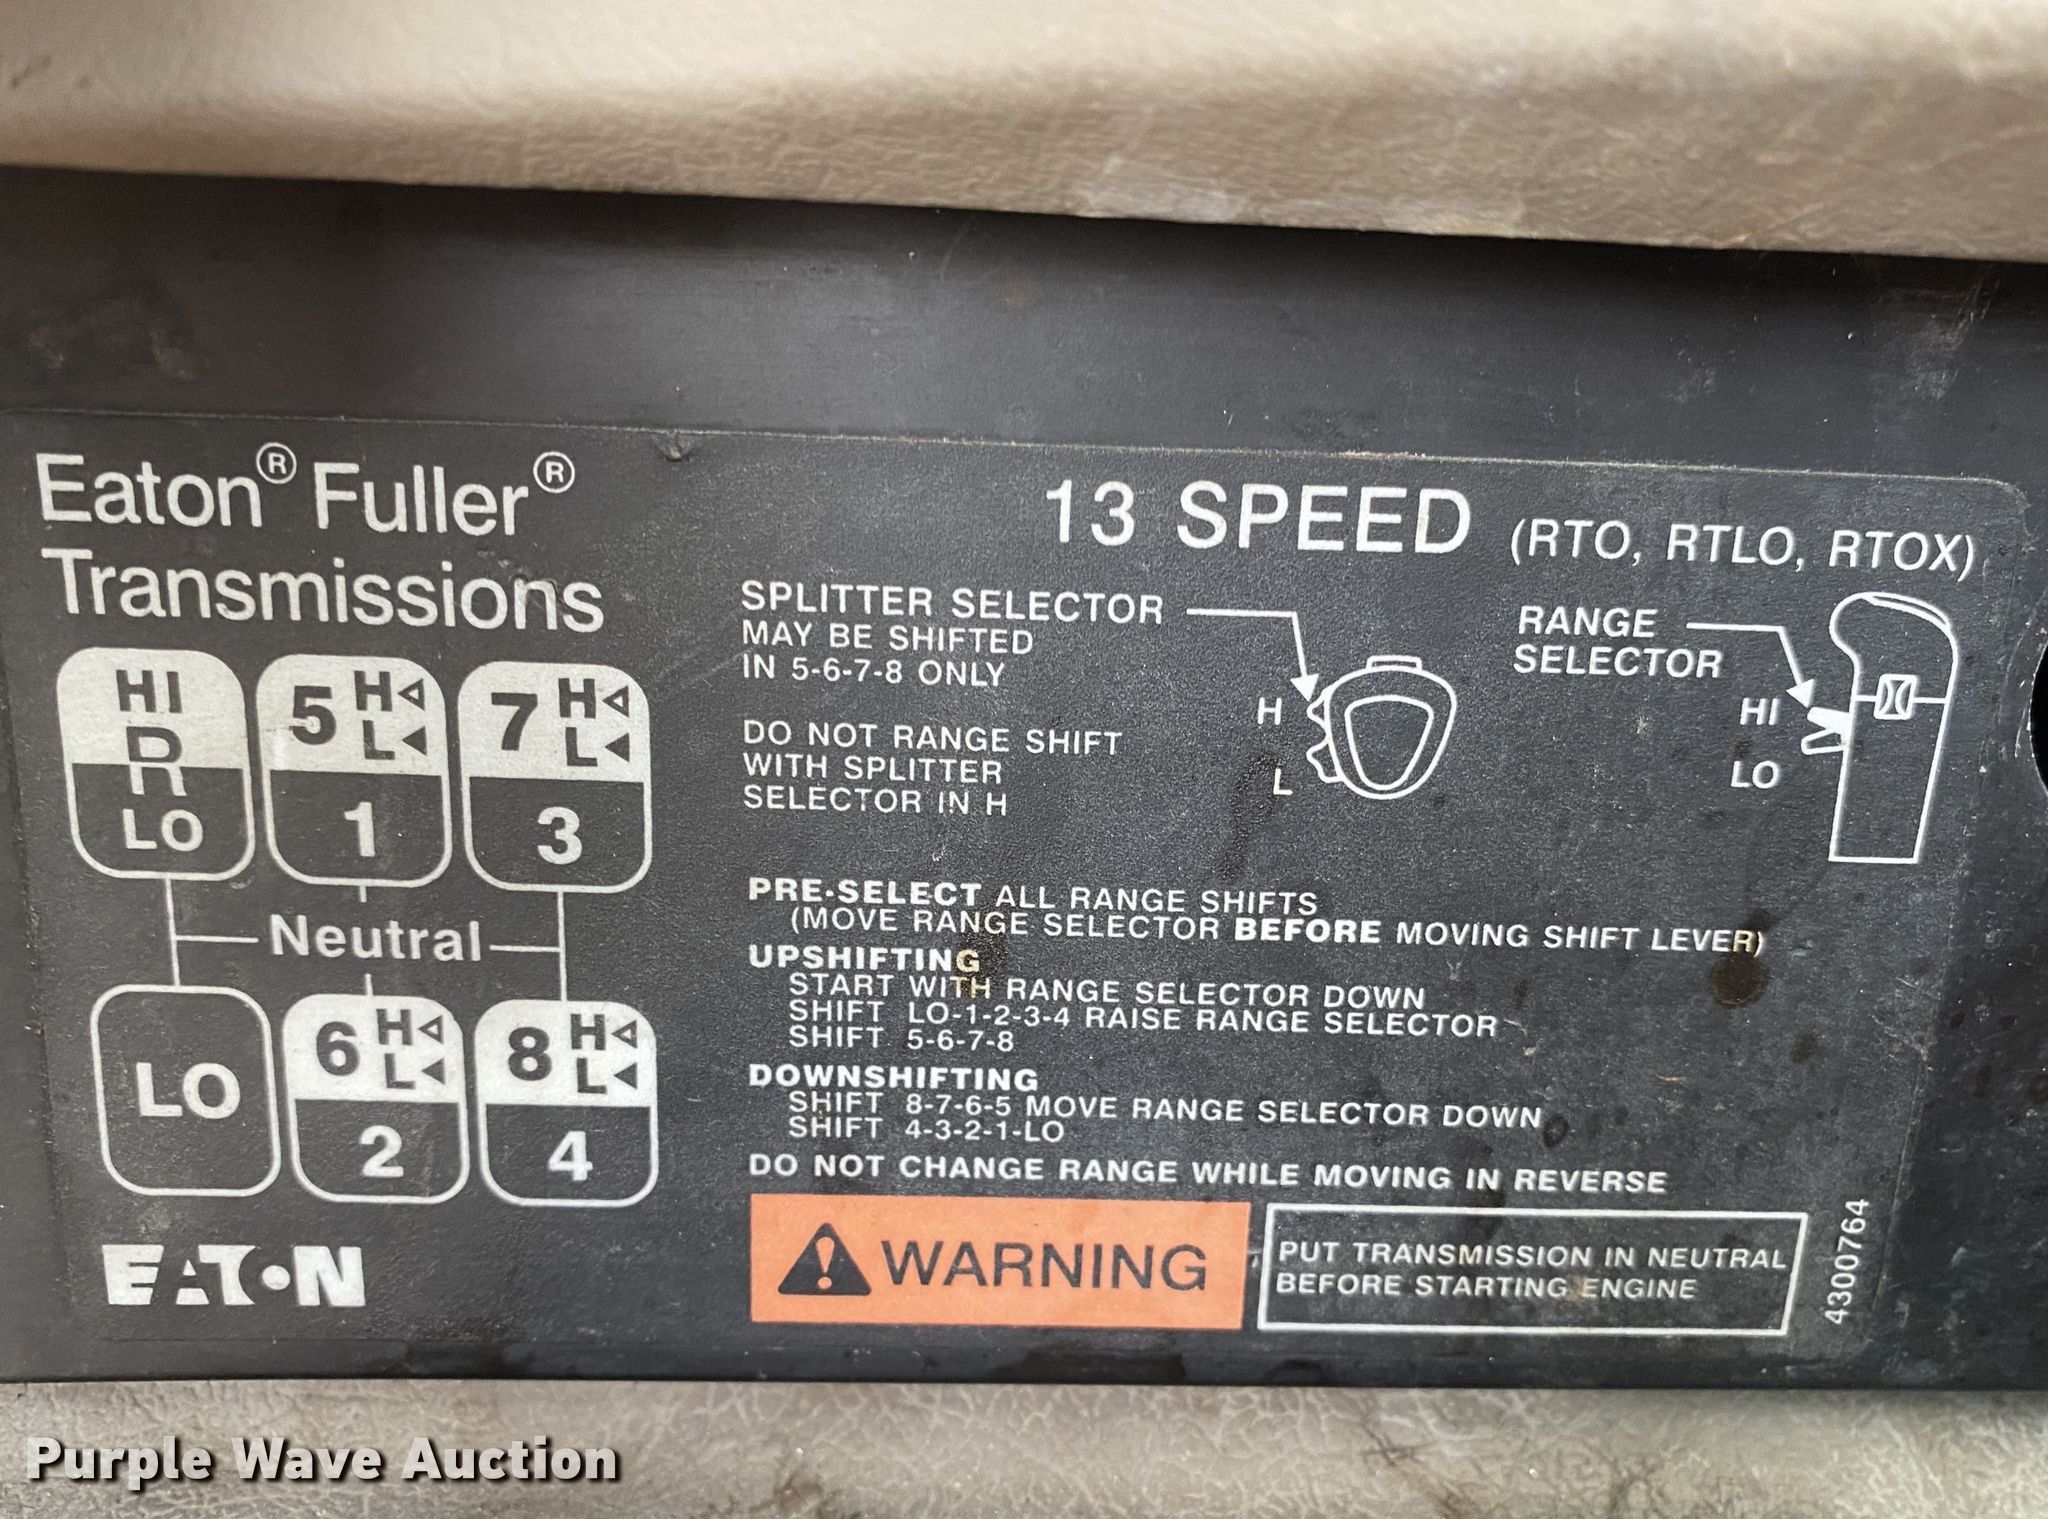 Eaton® Fuller®
Transmissions
HI
R
LO
5 H
L
1
7 H
L
3
Neutral
LO
6 H
L
2
8 H
L
4
EATON
13 SPEED (RTO, RTLO, RTOX)
SPLITTER SELECTOR
MAY BE SHIFTED
IN 5-6-7-8 ONLY
DO NOT RANGE SHIFT
WITH SPLITTER
SELECTOR IN H
H
L
RANGE
SELECTOR
HI
LO
PRE-SELECT ALL RANGE SHIFTS
(MOVE RANGE SELECTOR BEFORE MOVING SHIFT LEVER)
UPSHIFTING
START WITH RANGE SELECTOR DOWN
SHIFT LO-1-2-3-4 RAISE RANGE SELECTOR
SHIFT 5-6-7-8
DOWNSHIFTING
SHIFT 8-7-6-5 MOVE RANGE SELECTOR DOWN
SHIFT 4-3-2-1-LO
DO NOT CHANGE RANGE WHILE MOVING IN REVERSE
WARNING
PUT TRANSMISSION IN NEUTRAL
BEFORE STARTING ENGINE
4300764
Purple Wave Auction